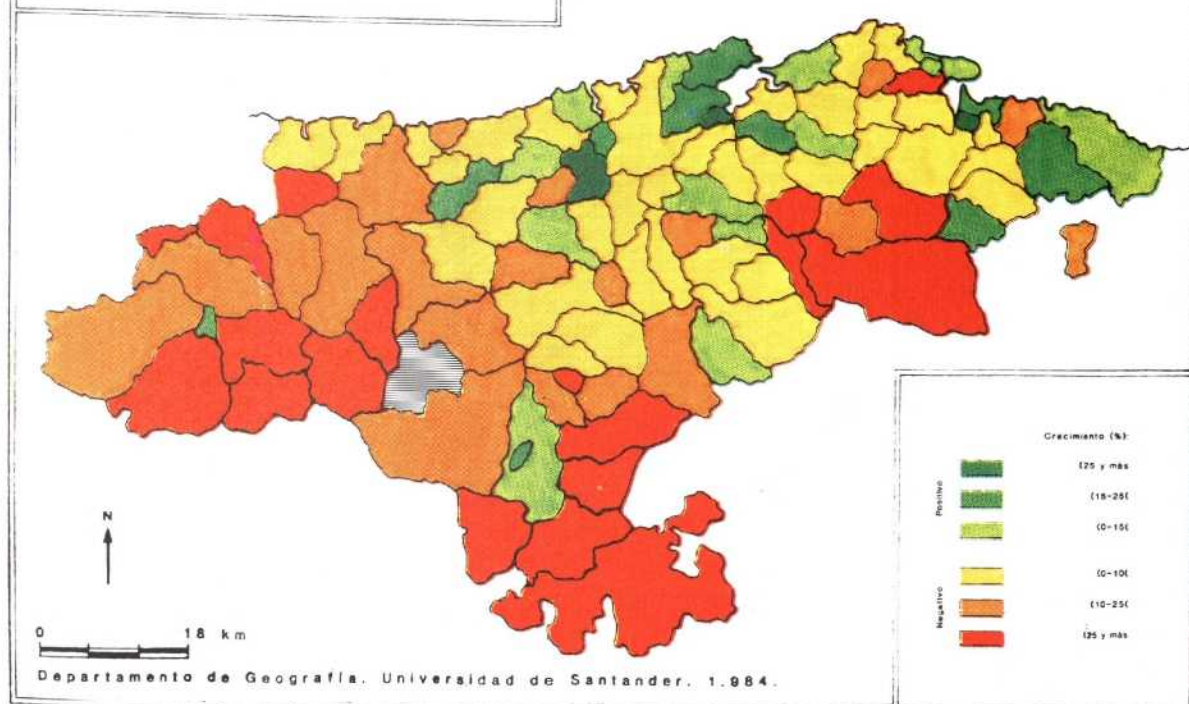 Crecimiento (%):
Positivo
(25 y más
(15-25(
(0-15(
Negativo
(0-10(
(10-25(
(25 y más
N
0 18 km
Departamento de Geografía. Universidad de Santander. 1.984.